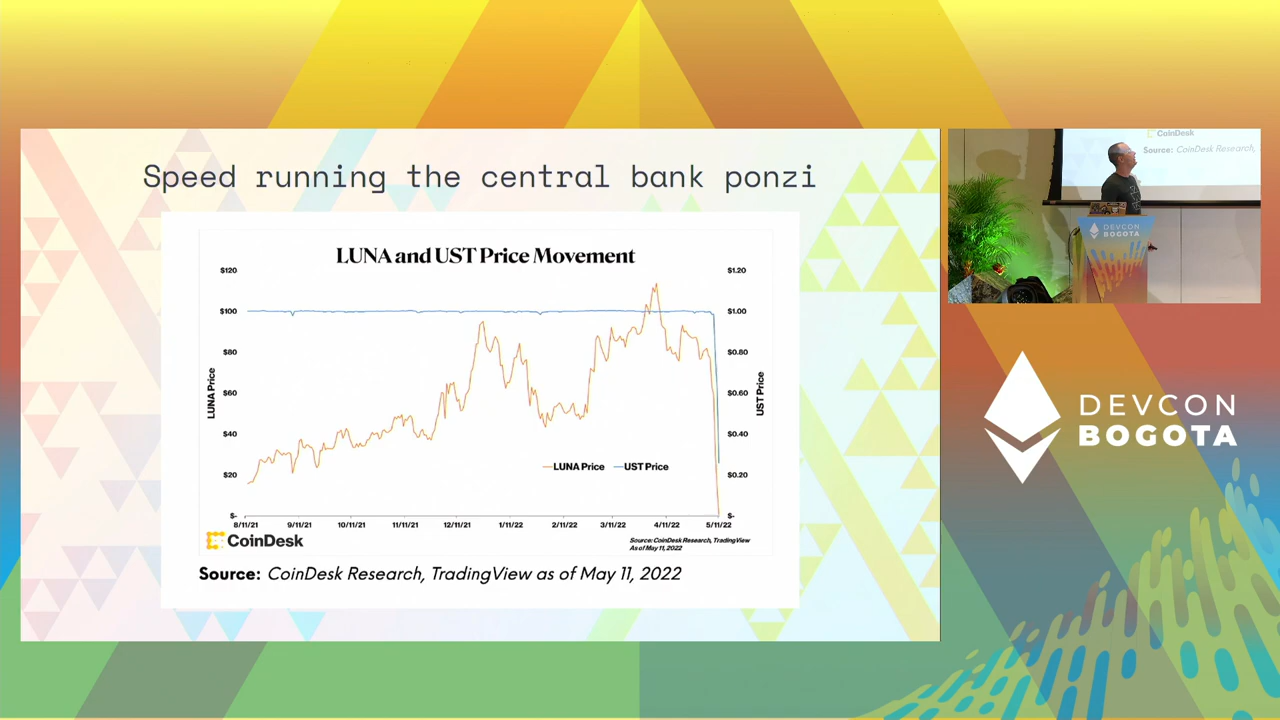 Speed running the central bank ponzi
LUNA and UST Price Movement
$120
$100
$80
$60
$40
$20
$-
LUNA Price
$1.20
$1.00
$0.80
$0.60
$0.40
$0.20
$-
UST Price
LUNA Price
UST Price
8/11/21
9/11/21
10/11/21
11/11/21
12/11/21
1/11/22
2/11/22
3/11/22
4/11/22
5/11/22
CoinDesk
Source: CoinDesk Research, TradingView
As of May 11, 2022
Source: CoinDesk Research, TradingView as of May 11, 2022
CoinDesk
Source: CoinDesk Research,
DEVCON
BOGOTA
DEVCON
BOGOTA